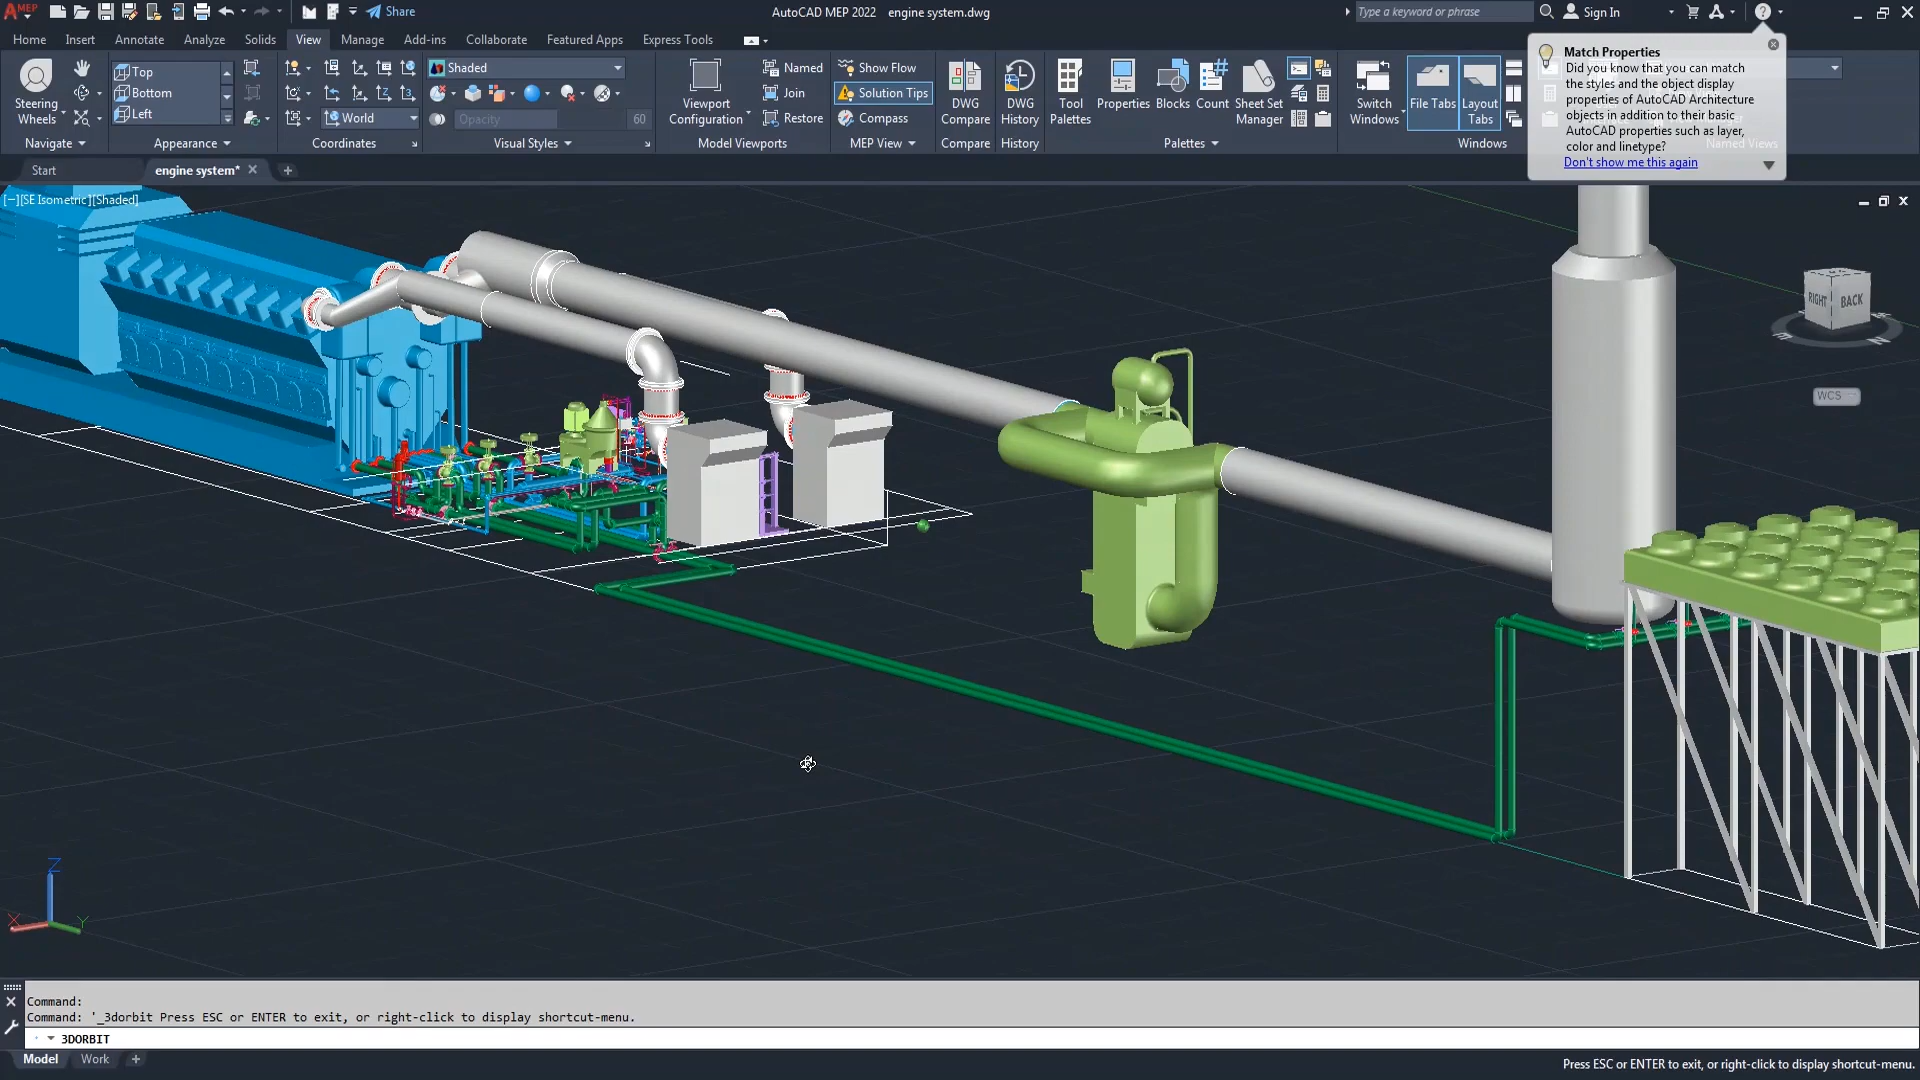 MEP
Share
AutoCAD MEP 2022 engine system.dwg
Type a keyword or phrase
Sign In
Home Insert Annotate Analyze Solids View Manage Add-ins Collaborate Featured Apps Express Tools
Match Properties
Did you know that you can match
the styles and the object display
properties of AutoCAD Architecture
objects in addition to their basic
AutoCAD properties such as layer,
color and linetype?
Don't show me this again
Steering
Wheels
Navigate
Top
Bottom
Left
Appearance
World
Coordinates
Shaded
Opacity 60
Visual Styles
Viewport
Configuration
Named
Join
Restore
Model Viewports
Show Flow
Solution Tips
Compass
MEP View
DWG
Compare
Compare
DWG
History
History
Tool
Palettes
Properties
Blocks
Count
Sheet Set
Manager
Palettes
Switch
Windows
File Tabs
Layout
Tabs
Windows
Named Views
Start
engine system*
[−][SE Isometric][Shaded]
RIGHT
BACK
WCS
Z
X
Y
Command:
Command: '_3dorbit Press ESC or ENTER to exit, or right-click to display shortcut-menu.
3DORBIT
Model Work +
Press ESC or ENTER to exit, or right-click to display shortcut-menu.